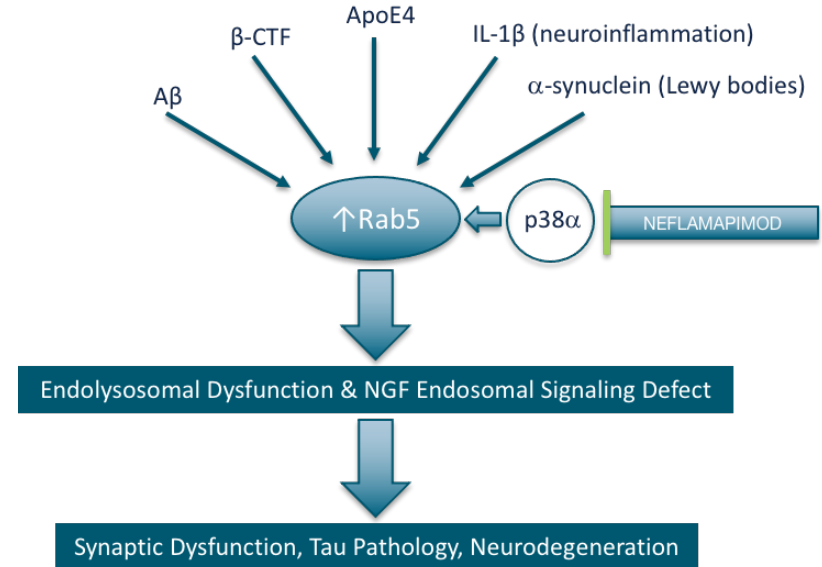 ApoE4
β-CTF
IL-1β (neuroinflammation)
Aβ
α-synuclein (Lewy bodies)
↑Rab5
p38α
NEFLAMAPIMOD
Endolysosomal Dysfunction & NGF Endosomal Signaling Defect
Synaptic Dysfunction, Tau Pathology, Neurodegeneration